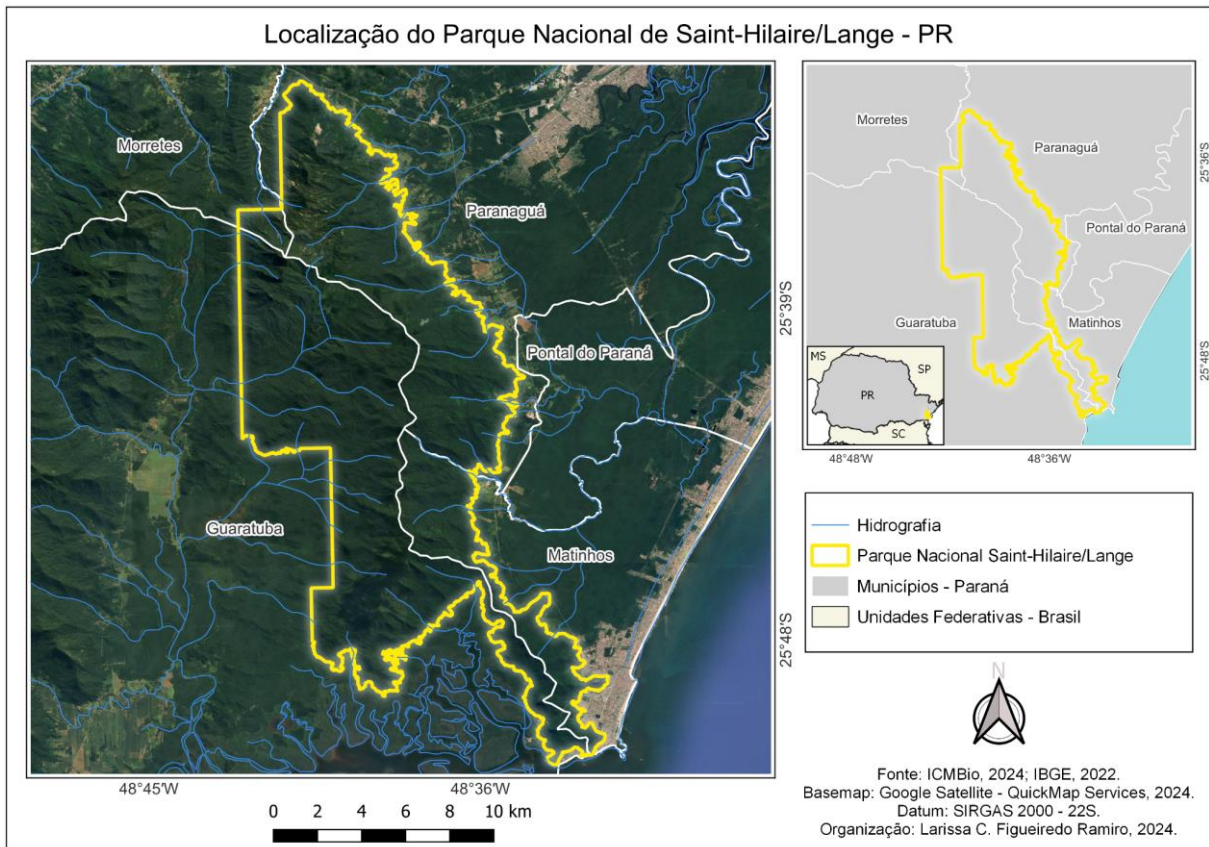 Localização do Parque Nacional de Saint-Hilaire/Lange - PR
Morretes
Paranaguá
Pontal do Paraná
Guaratuba
Matinhos
25°39'S
25°48'S
48°45'W
48°36'W
0 2 4 6 8 10 km
Morretes
Paranaguá
Pontal do Paraná
Guaratuba
Matinhos
MS
SP
PR
SC
25°36'S
25°48'S
48°48'W
48°36'W
Hidrografia
Parque Nacional Saint-Hilaire/Lange
Municípios - Paraná
Unidades Federativas - Brasil
N
Fonte: ICMBio, 2024; IBGE, 2022.
Basemap: Google Satellite - QuickMap Services, 2024.
Datum: SIRGAS 2000 - 22S.
Organização: Larissa C. Figueiredo Ramiro, 2024.